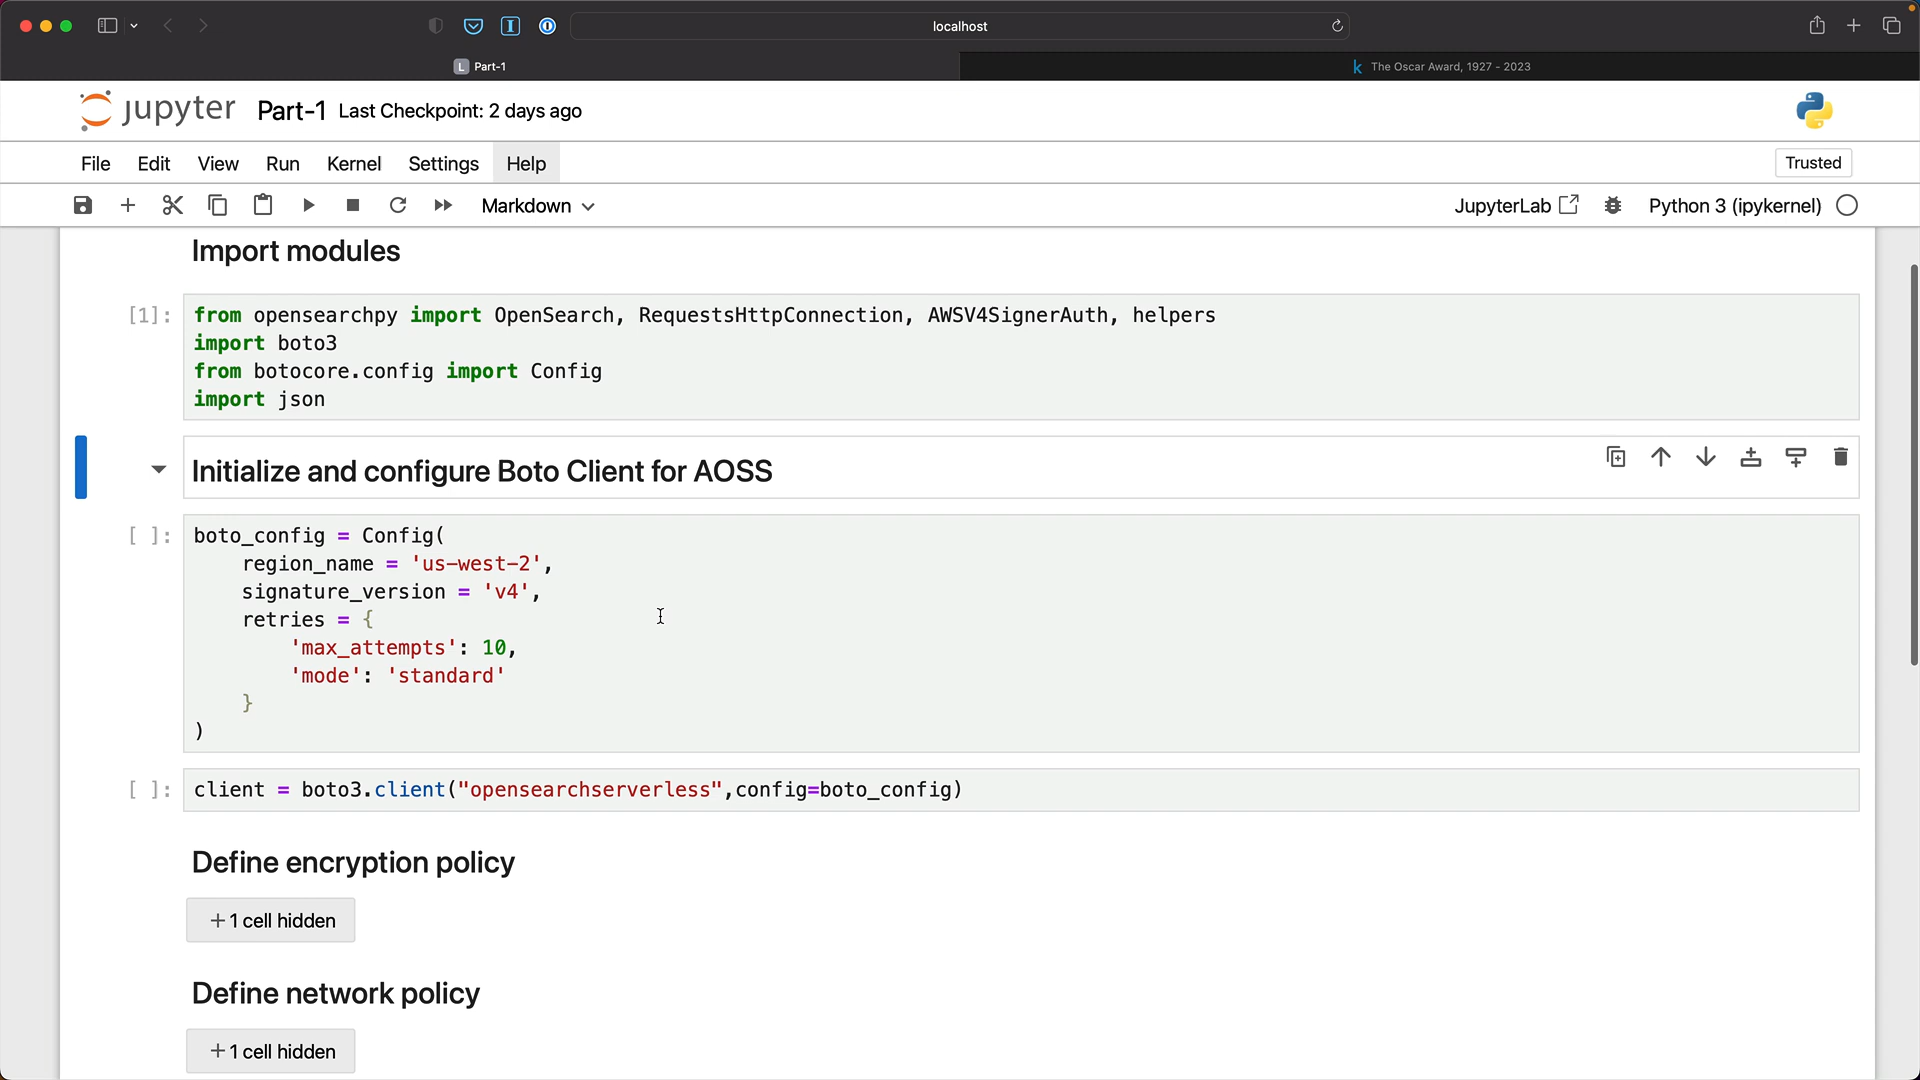 localhost
L Part-1
k The Oscar Award, 1927 - 2023
jupyter Part-1 Last Checkpoint: 2 days ago
File Edit View Run Kernel Settings Help
Trusted
Markdown
JupyterLab
Python 3 (ipykernel)
Import modules
[1]:
from opensearchpy import OpenSearch, RequestsHttpConnection, AWSV4SignerAuth, helpers
import boto3
from botocore.config import Config
import json
Initialize and configure Boto Client for AOSS
[ ]:
boto_config = Config(
    region_name = 'us-west-2',
    signature_version = 'v4',
    retries = {
        'max_attempts': 10,
        'mode': 'standard'
    }
)
[ ]:
client = boto3.client("opensearchserverless",config=boto_config)
Define encryption policy
+ 1 cell hidden
Define network policy
+ 1 cell hidden